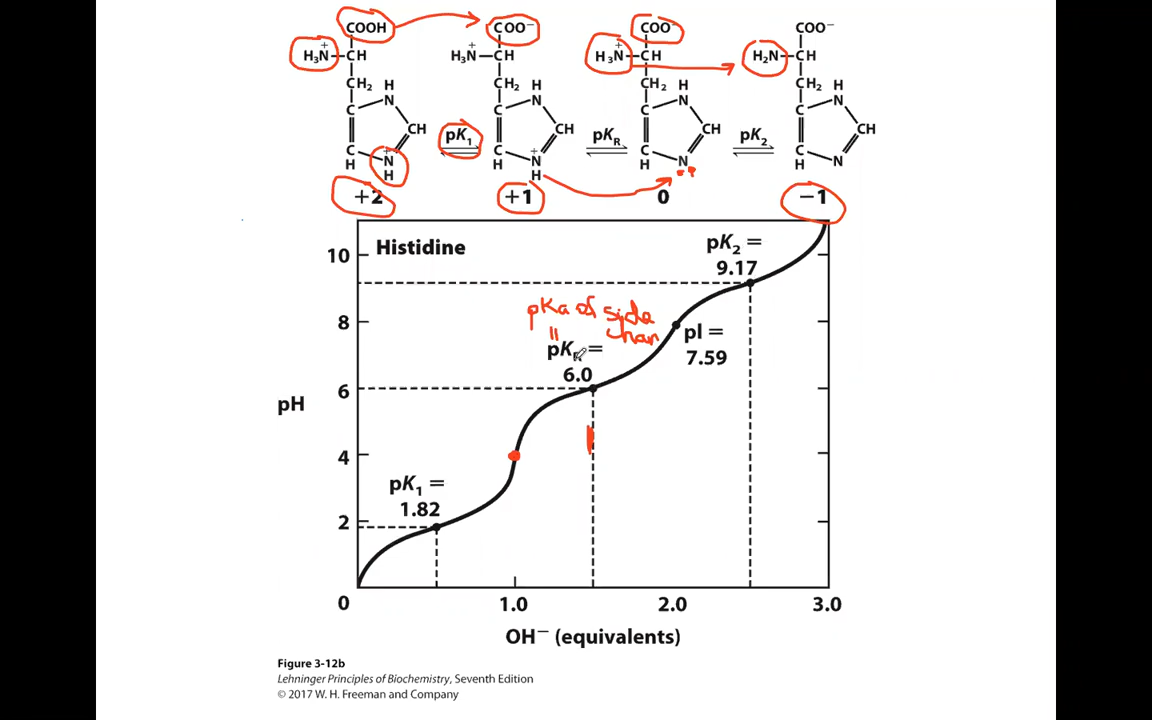 COOH COO⁻ COO⁻ COO⁻
H₃N⁺—CH H₃N⁺—CH H₃N⁺—CH H₂N—CH
CH₂ H CH₂ H CH₂ H CH₂ H
C N C N C N C N
CH pK₁ CH pKR CH pK₂ CH
C N⁺ C N⁺ C N C N
H H H H H H
+2 +1 0 −1
Histidine
pK₂ =
9.17
pKa of side
chain
"
pKR =
6.0
pI =
7.59
pK₁ =
1.82
pH
10
8
6
4
2
0 1.0 2.0 3.0
OH⁻ (equivalents)
Figure 3-12b
Lehninger Principles of Biochemistry, Seventh Edition
© 2017 W. H. Freeman and Company